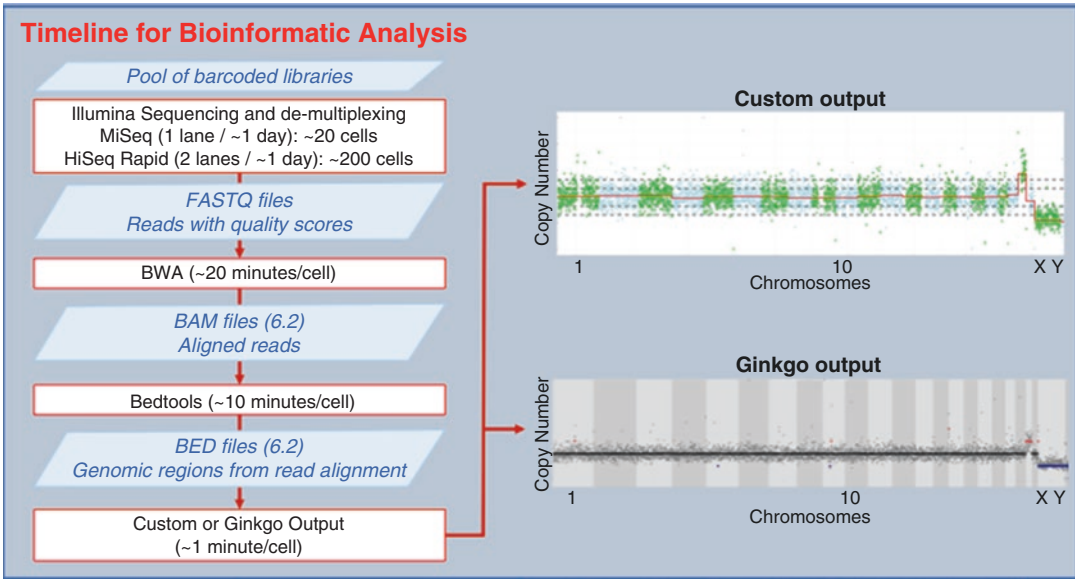 Timeline for Bioinformatic Analysis
Pool of barcoded libraries
Illumina Sequencing and de-multiplexing
MiSeq (1 lane / ~1 day): ~20 cells
HiSeq Rapid (2 lanes / ~1 day): ~200 cells
FASTQ files
Reads with quality scores
BWA (~20 minutes/cell)
BAM files (6.2)
Aligned reads
Bedtools (~10 minutes/cell)
BED files (6.2)
Genomic regions from read alignment
Custom or Ginkgo Output
(~1 minute/cell)
Custom output
Copy Number
1 10 X Y
Chromosomes
Ginkgo output
Copy Number
1 10 X Y
Chromosomes